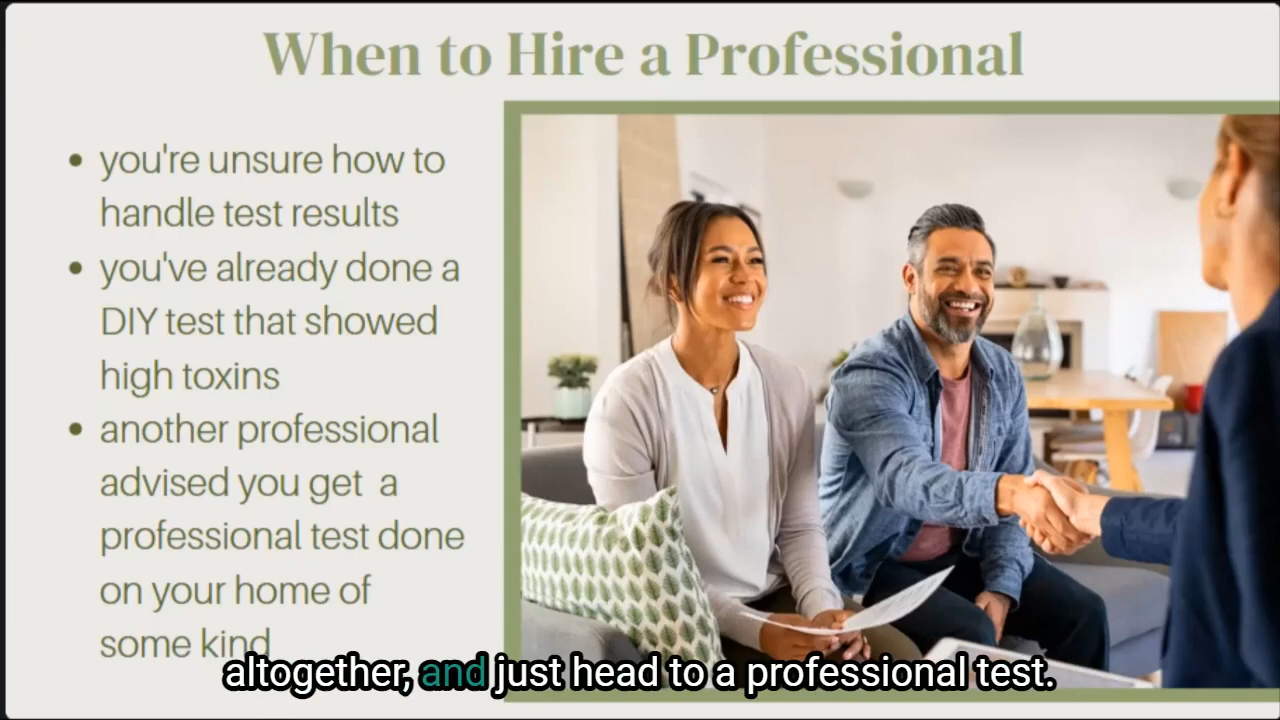 When to Hire a Professional
you're unsure how to
handle test results
you've already done a
DIY test that showed
high toxins
another professional
advised you get a
professional test done
on your home of
some kind
altogether, and just head to a professional test.